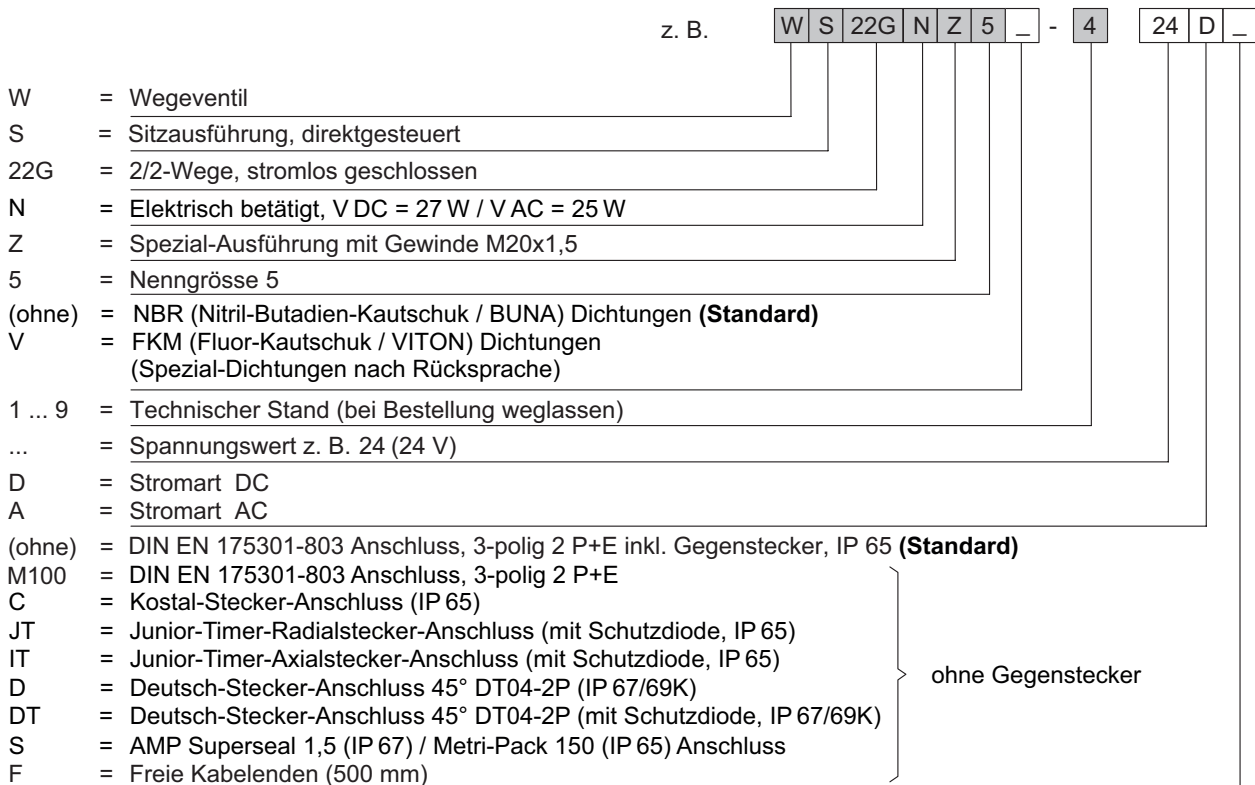 z. B. W S 22G N Z 5 _ - 4 24 D _
W = Wegeventil
S = Sitzausführung, direktgesteuert
22G = 2/2-Wege, stromlos geschlossen
N = Elektrisch betätigt, V DC = 27 W / V AC = 25 W
Z = Spezial-Ausführung mit Gewinde M20x1,5
5 = Nenngrösse 5
(ohne) = NBR (Nitril-Butadien-Kautschuk / BUNA) Dichtungen (Standard)
V = FKM (Fluor-Kautschuk / VITON) Dichtungen
(Spezial-Dichtungen nach Rücksprache)
1 ... 9 = Technischer Stand (bei Bestellung weglassen)
... = Spannungswert z. B. 24 (24 V)
D = Stromart DC
A = Stromart AC
(ohne) = DIN EN 175301-803 Anschluss, 3-polig 2 P+E inkl. Gegenstecker, IP 65 (Standard)
M100 = DIN EN 175301-803 Anschluss, 3-polig 2 P+E
C = Kostal-Stecker-Anschluss (IP 65)
JT = Junior-Timer-Radialstecker-Anschluss (mit Schutzdiode, IP 65)
IT = Junior-Timer-Axialstecker-Anschluss (mit Schutzdiode, IP 65)
ohne Gegenstecker
D = Deutsch-Stecker-Anschluss 45° DT04-2P (IP 67/69K)
DT = Deutsch-Stecker-Anschluss 45° DT04-2P (mit Schutzdiode, IP 67/69K)
S = AMP Superseal 1,5 (IP 67) / Metri-Pack 150 (IP 65) Anschluss
F = Freie Kabelenden (500 mm)